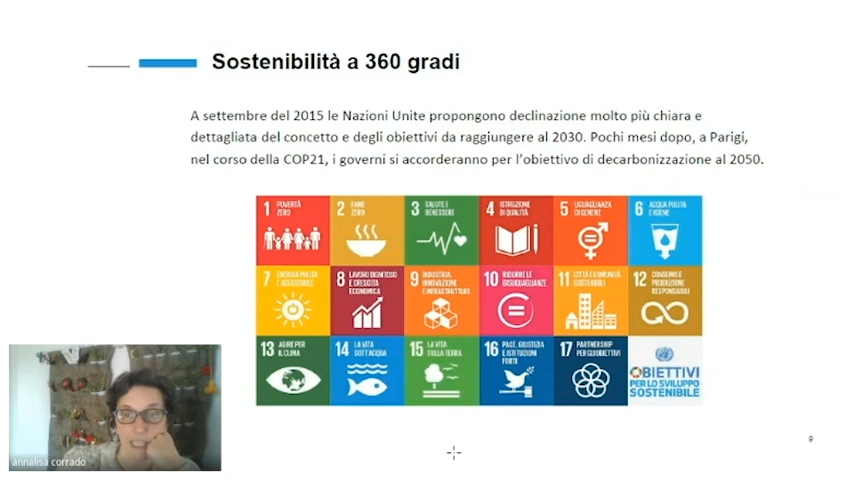 Sostenibilità a 360 gradi
A settembre del 2015 le Nazioni Unite propongono declinazione molto più chiara e
dettagliata del concetto e degli obiettivi da raggiungere al 2030. Pochi mesi dopo, a Parigi,
nel corso della COP21, i governi si accorderanno per l'obiettivo di decarbonizzazione al 2050.
1 POVERTÀ
ZERO
2 FAME
ZERO
3 SALUTE E
BENESSERE
4 ISTRUZIONE
DI QUALITÀ
5 UGUAGLIANZA
DI GENERE
6 ACQUA PULITA
E IGIENE
7 ENERGIA PULITA
E ACCESSIBILE
8 LAVORO DIGNITOSO
E CRESCITA
ECONOMICA
9 INDUSTRIA,
INNOVAZIONE
E INFRASTRUTTURE
10 RIDURRE LE
DISUGUAGLIANZE
11 CITTÀ E COMUNITÀ
SOSTENIBILI
12 CONSUMO E
PRODUZIONE
RESPONSABILI
13 AGIRE PER
IL CLIMA
14 LA VITA
SOTT'ACQUA
15 LA VITA
SULLA TERRA
16 PACE, GIUSTIZIA
E ISTITUZIONI
FORTI
17 PARTNERSHIP
PER GLI OBIETTIVI
OBIETTIVI
PER LO SVILUPPO
SOSTENIBILE
annalisa corrado
9